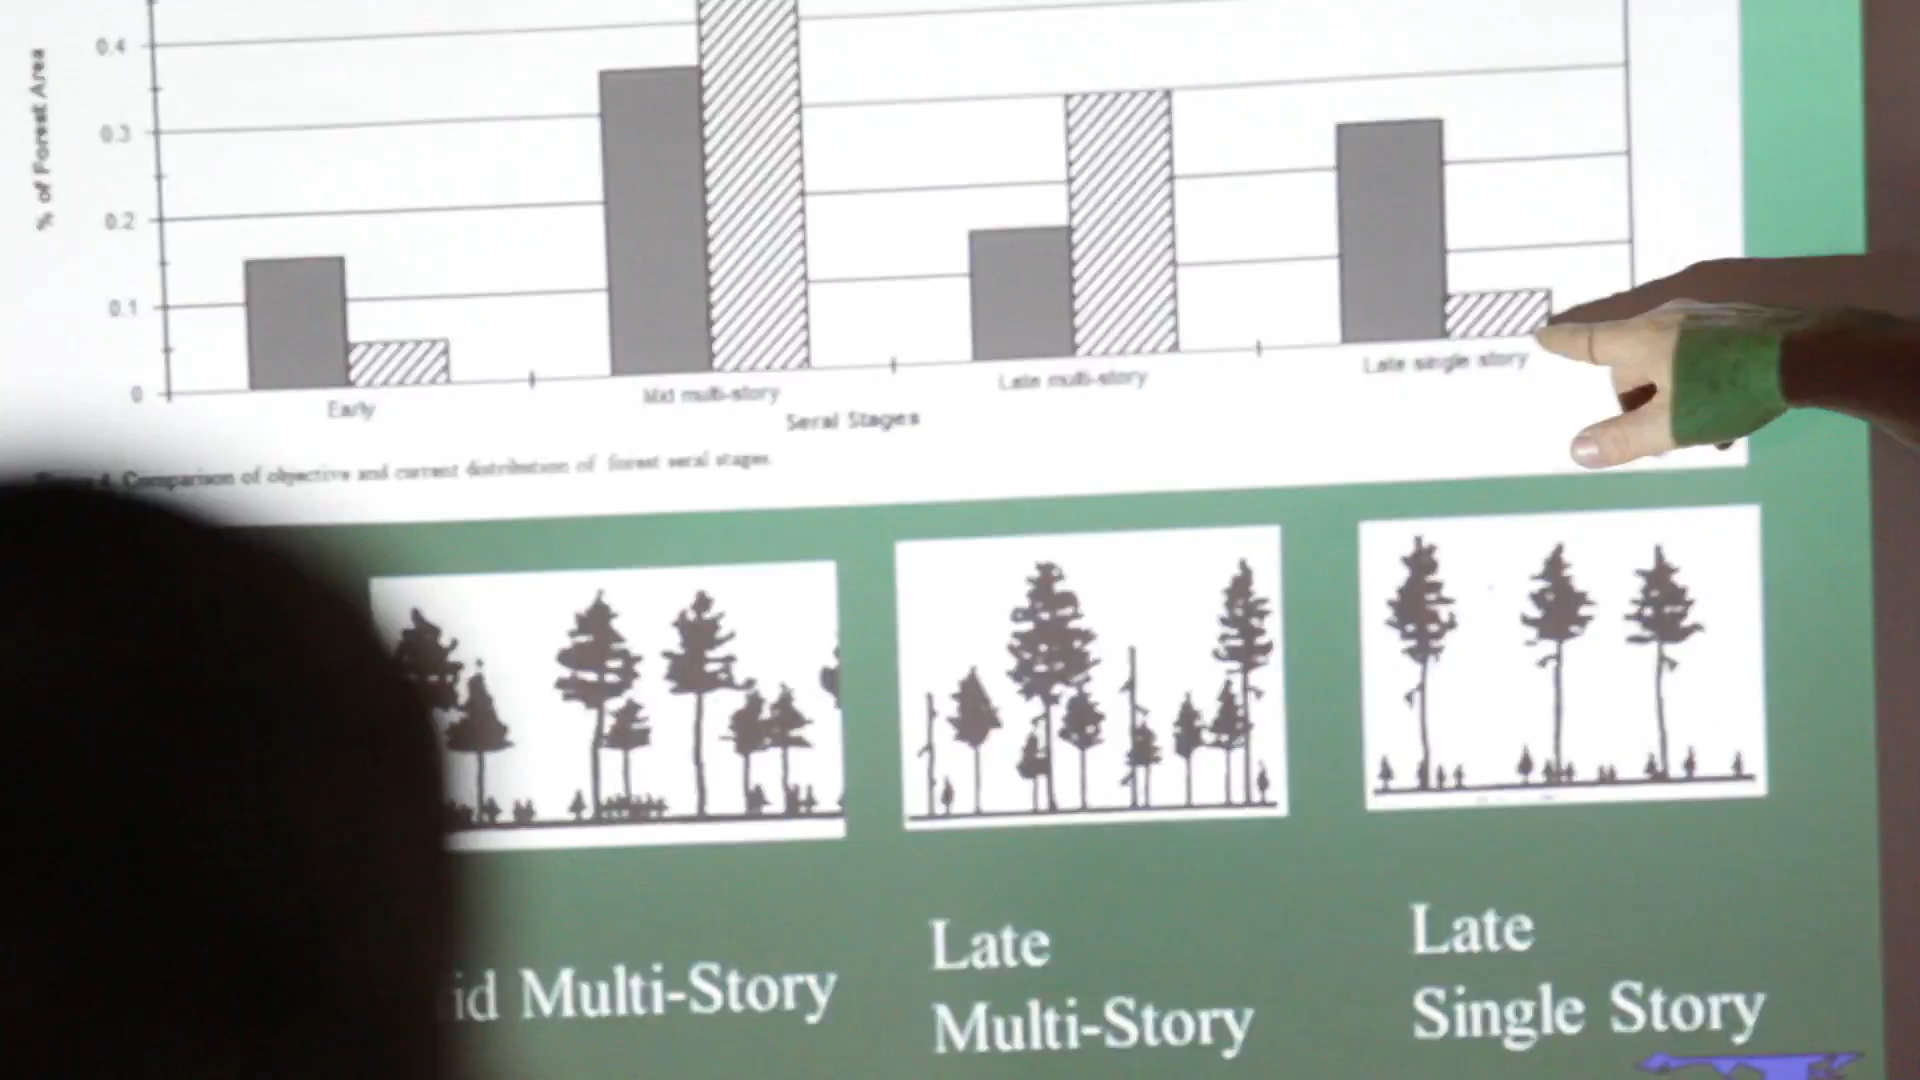 0.4
0.3
0.2
0.1
0
% of Forest Area
Early
Mid multi-story
Late multi-story
Late single story
Seral Stages
4. Comparison of objective and current distribution of forest seral stages.
id Multi-Story
Late
Multi-Story
Late
Single Story